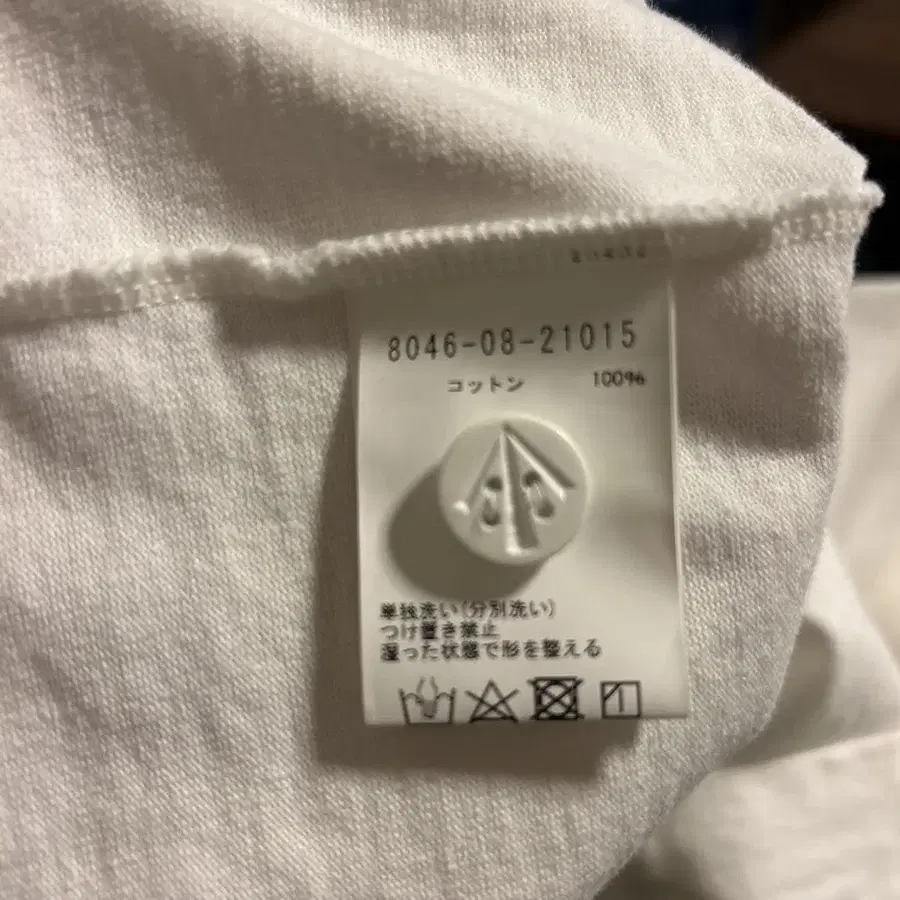 8046-08-21015
コットン 100%
単独洗い(分別洗い)
つけ置き禁止
湿った状態で形を整える